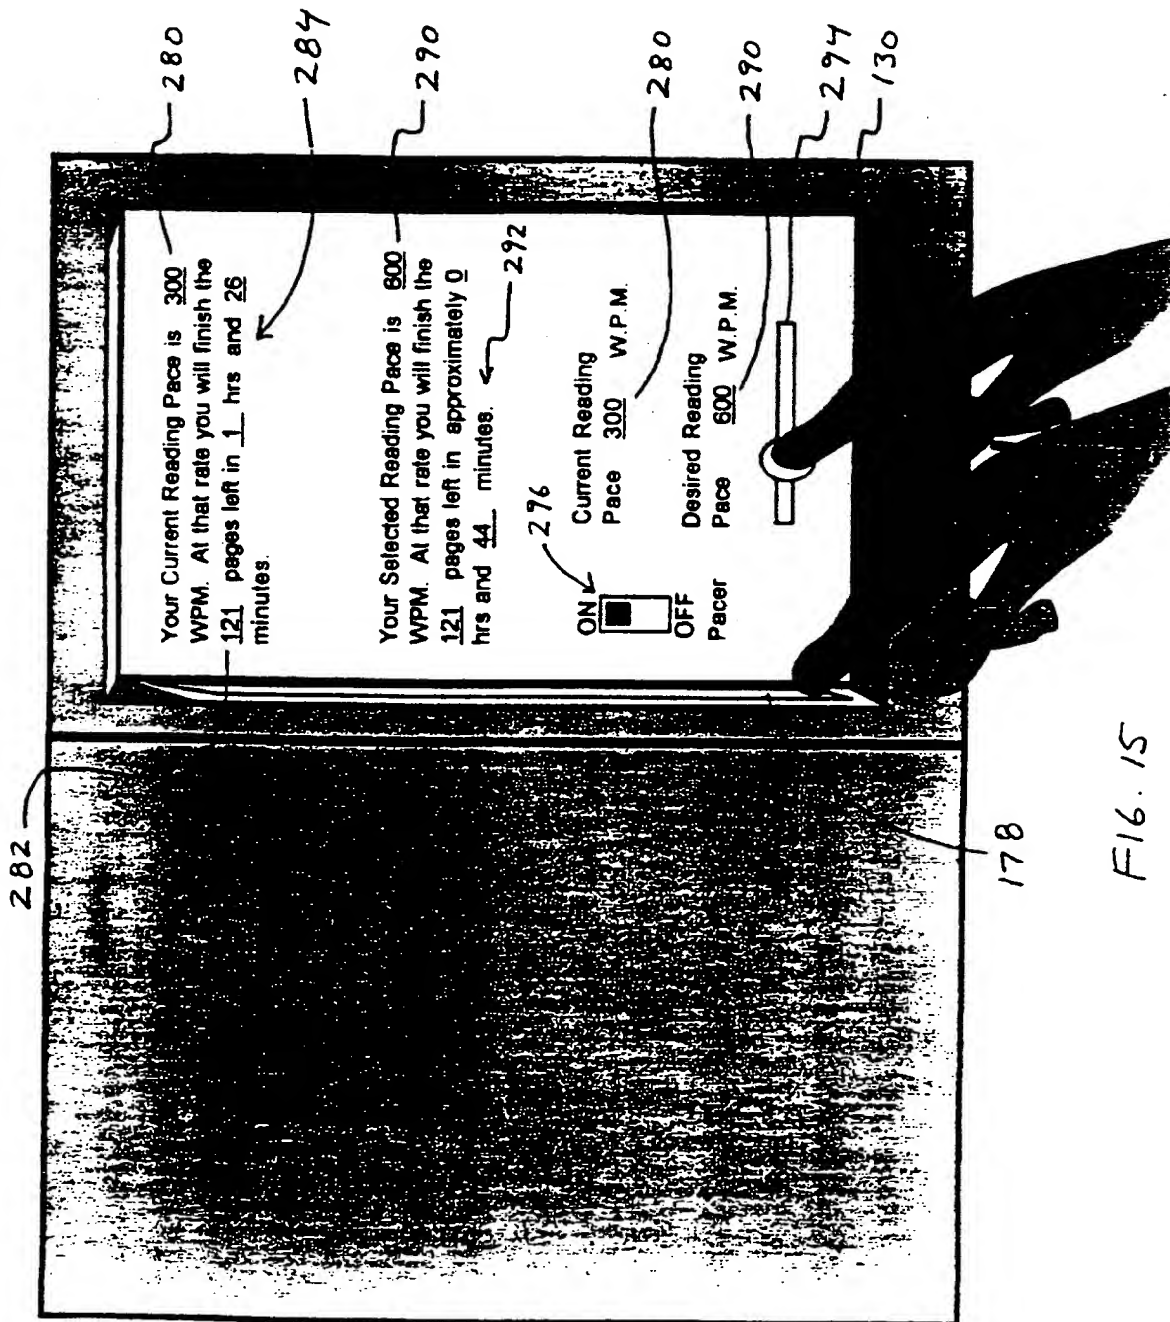 282
Your Current Reading Pace is 300
WPM. At that rate you will finish the
121 pages left in 1 hrs and 26
minutes.
280
284
Your Selected Reading Pace is 600
WPM. At that rate you will finish the
121 pages left in approximately 0
hrs and 44 minutes.
290
292
296
ON
OFF
Pacer
Current Reading
Pace 300 W.P.M.
280
Desired Reading
Pace 600 W.P.M.
290
294
130
178
FIG. 15